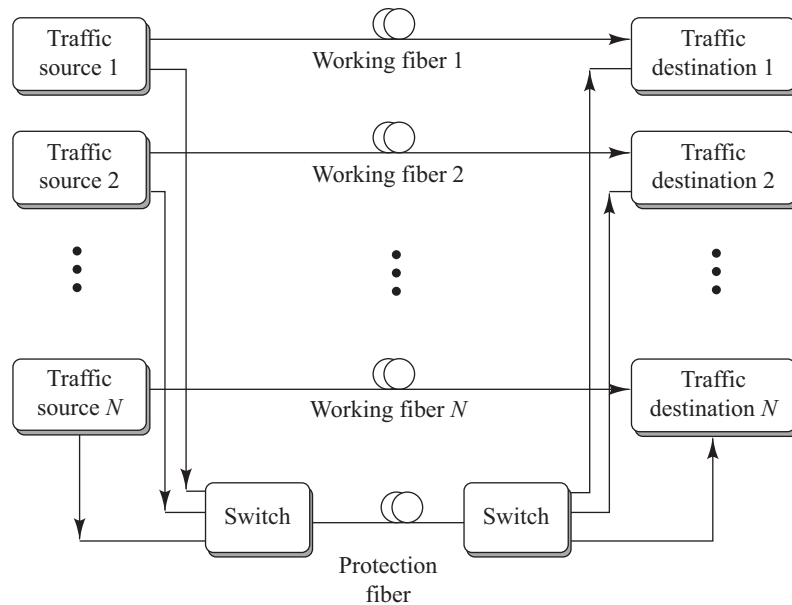 Traffic
source 1
Working fiber 1
Traffic
destination 1
Traffic
source 2
Working fiber 2
Traffic
destination 2
Traffic
source N
Working fiber N
Traffic
destination N
Switch
Switch
Protection
fiber